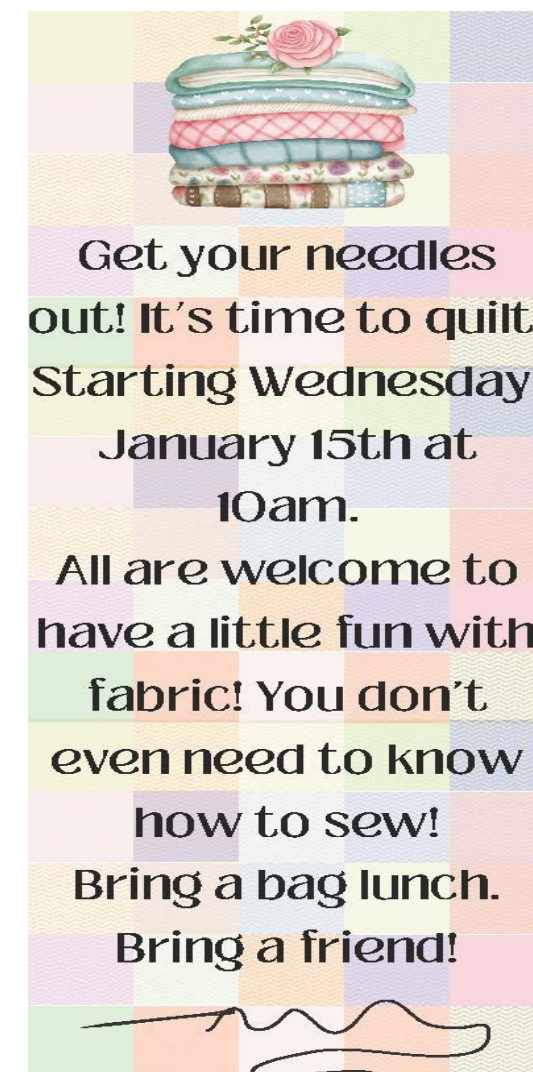 Get your needles
out! It's time to quilt
Starting Wednesday
January 15th at
10am.
All are welcome to
have a little fun with
fabric! You don't
even need to know
how to sew!
Bring a bag lunch.
Bring a friend!